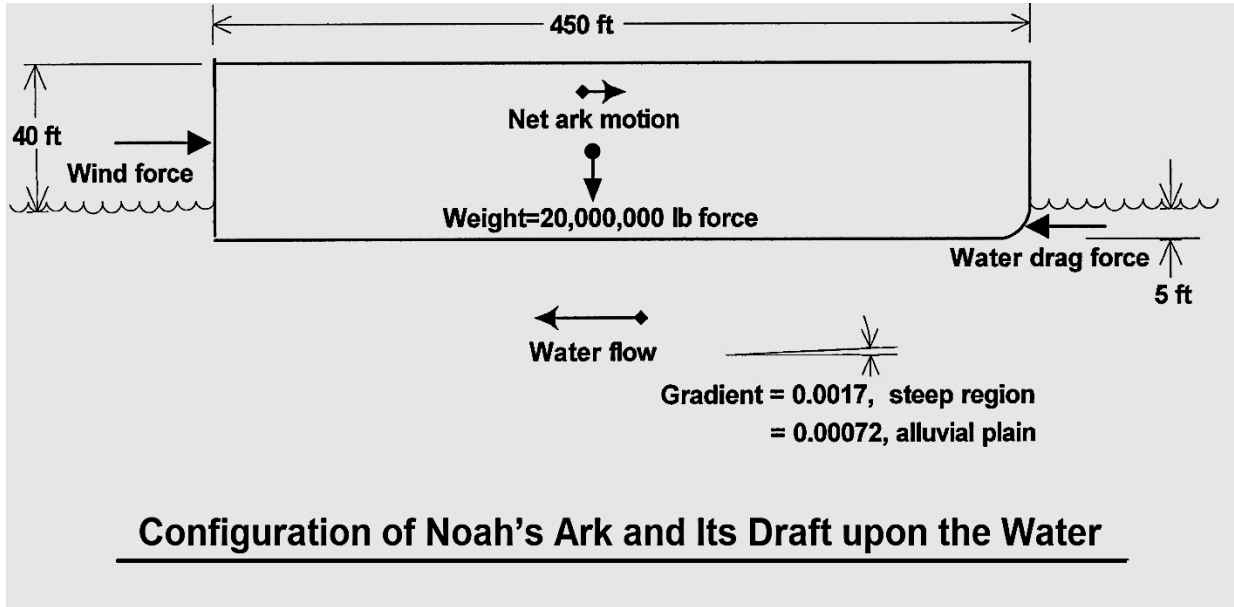 450 ft
40 ft
Net ark motion
Wind force
Weight=20,000,000 lb force
Water drag force
5 ft
Water flow
Gradient = 0.0017, steep region
= 0.00072, alluvial plain
Configuration of Noah's Ark and Its Draft upon the Water